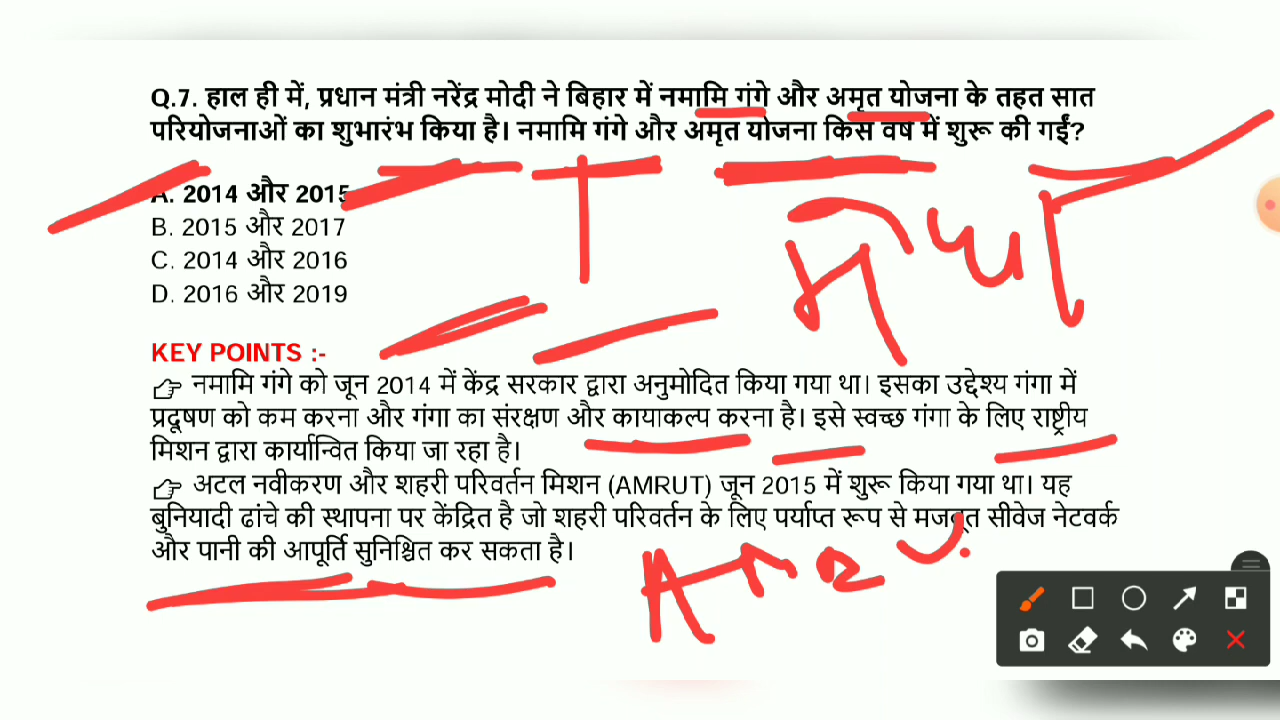 Q.7. हाल ही में, प्रधान मंत्री नरेंद्र मोदी ने बिहार में नमामि गंगे और अमृत योजना के तहत सात
परियोजनाओं का शुभारंभ किया है। नमामि गंगे और अमृत योजना किस वर्ष में शुरू की गईं?
A. 2014 और 2015
B. 2015 और 2017
C. 2014 और 2016
D. 2016 और 2019
KEY POINTS :-
नमामि गंगे को जून 2014 में केंद्र सरकार द्वारा अनुमोदित किया गया था। इसका उद्देश्य गंगा में
प्रदूषण को कम करना और गंगा का संरक्षण और कायाकल्प करना है। इसे स्वच्छ गंगा के लिए राष्ट्रीय
मिशन द्वारा कार्यान्वित किया जा रहा है।
अटल नवीकरण और शहरी परिवर्तन मिशन (AMRUT) जून 2015 में शुरू किया गया था। यह
बुनियादी ढांचे की स्थापना पर केंद्रित है जो शहरी परिवर्तन के लिए पर्याप्त रूप से मजबूत सीवेज नेटवर्क
और पानी की आपूर्ति सुनिश्चित कर सकता है।